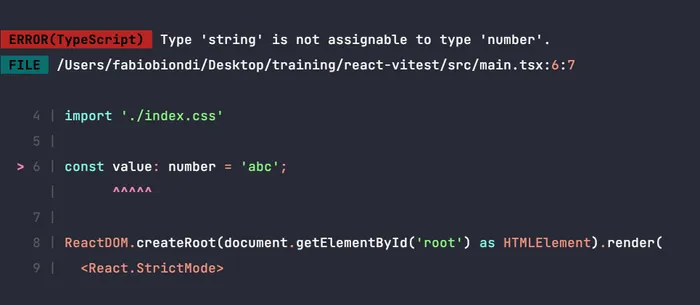 ERROR(TypeScript) Type 'string' is not assignable to type 'number'.
FILE /Users/fabiobiondi/Desktop/training/react-vitest/src/main.tsx:6:7
4 | import './index.css'
5 |
> 6 | const value: number = 'abc';
| ^^^^^
7 |
8 | ReactDOM.createRoot(document.getElementById('root') as HTMLElement).render(
9 | <React.StrictMode>